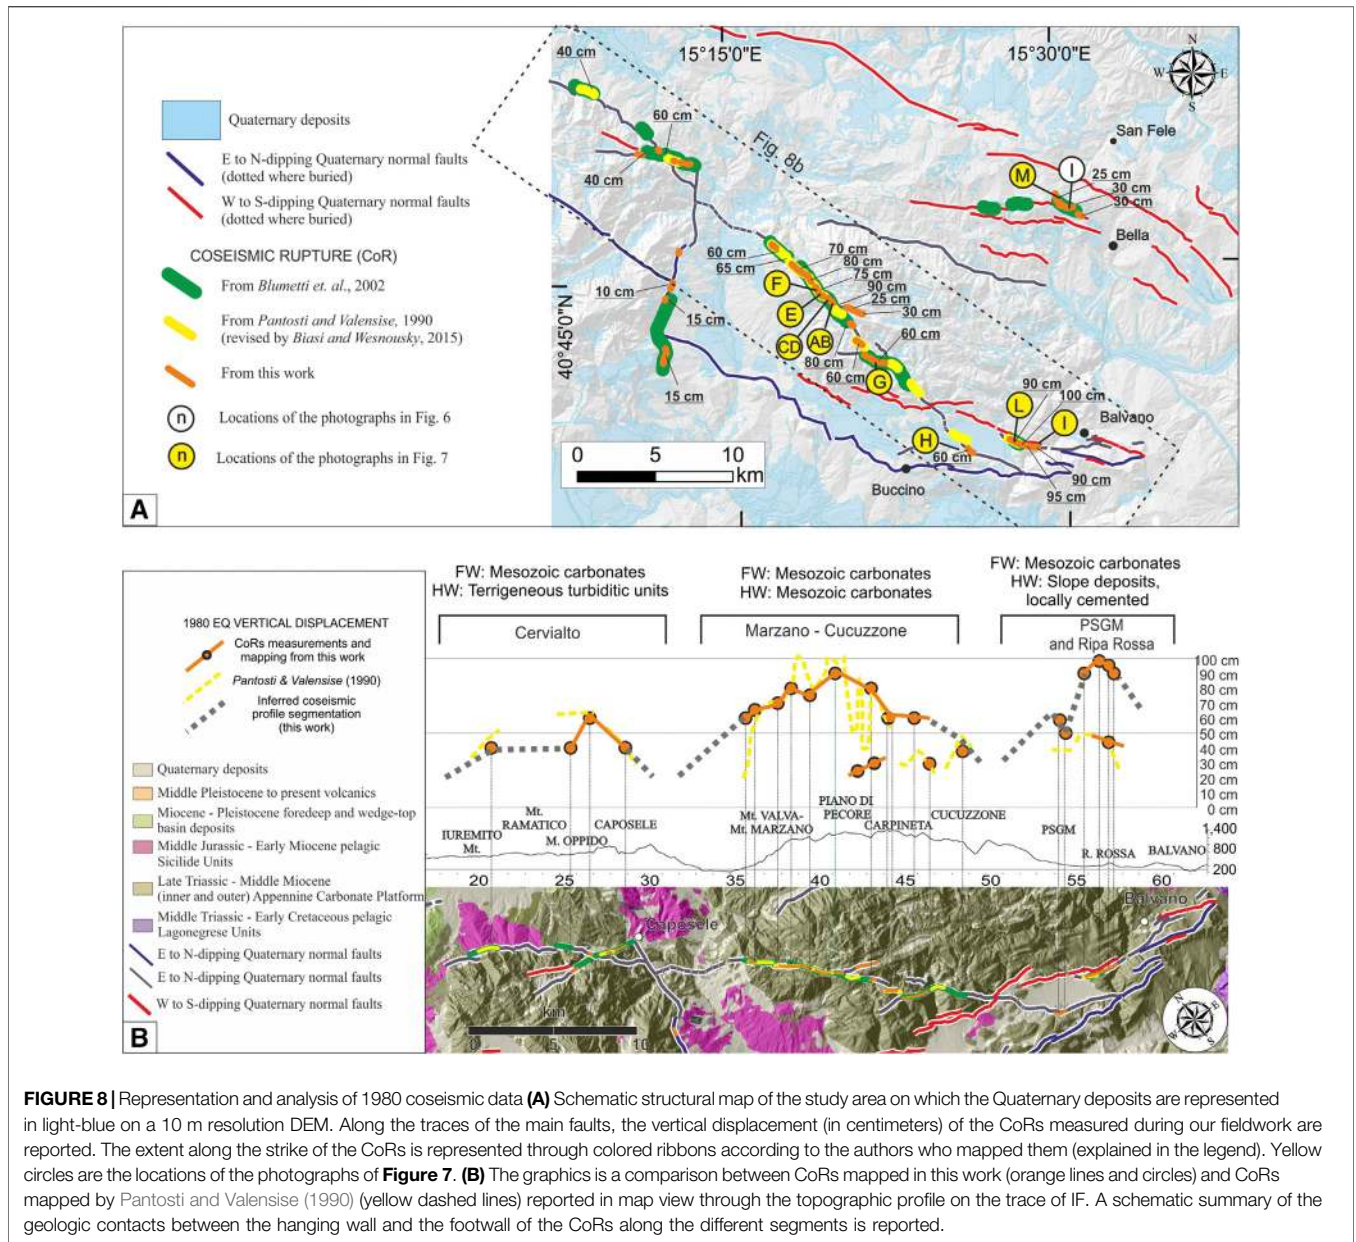 15°15'0"E
15°30'0"E
N
W
E
S
40 cm
60 cm
Fig. 8b
San Fele
M
I
25 cm
30 cm
30 cm
40 cm
Bella
60 cm
65 cm
70 cm
80 cm
75 cm
90 cm
25 cm
30 cm
F
E
CD
AB
10 cm
15 cm
15 cm
80 cm
60 cm
60 cm
G
40°45'0"N
90 cm
100 cm
L
I
Balvano
H
60 cm
90 cm
95 cm
Buccino
0 5 10
km
Quaternary deposits
E to N-dipping Quaternary normal faults
(dotted where buried)
W to S-dipping Quaternary normal faults
(dotted where buried)
COSEISMIC RUPTURE (CoR)
From Blumetti et. al., 2002
From Pantosti and Valensise, 1990
(revised by Biasi and Wesnousky, 2015)
From this work
n Locations of the photographs in Fig. 6
n Locations of the photographs in Fig. 7
A
FW: Mesozoic carbonates
HW: Terrigeneous turbiditic units
FW: Mesozoic carbonates
HW: Mesozoic carbonates
FW: Mesozoic carbonates
HW: Slope deposits,
locally cemented
Cervialto
Marzano - Cucuzzone
PSGM
and Ripa Rossa
1980 EQ VERTICAL DISPLACEMENT
CoRs measurements and
mapping from this work
Pantosti & Valensise (1990)
Inferred coseismic
profile segmentation
(this work)
Quaternary deposits
Middle Pleistocene to present volcanics
Miocene - Pleistocene foredeep and wedge-top
basin deposits
Middle Jurassic - Early Miocene pelagic
Sicilide Units
Late Triassic - Middle Miocene
(inner and outer) Appennine Carbonate Platform
Middle Triassic - Early Cretaceous pelagic
Lagonegrese Units
E to N-dipping Quaternary normal faults
E to N-dipping Quaternary normal faults
W to S-dipping Quaternary normal faults
B
100 cm
90 cm
80 cm
70 cm
60 cm
50 cm
40 cm
30 cm
20 cm
10 cm
0 cm
1,400
800
200
IUREMITO
Mt.
Mt.
RAMATICO
M. OPPIDO
CAPOSELE
Mt. VALVA-
Mt. MARZANO
PIANO DI
PECORE
CARPINETA
CUCUZZONE
PSGM
R. ROSSA
BALVANO
20 25 30 35 40 45 50 55 60
Caposele
Balvano
km
0 5 10
N
E
S
W
FIGURE 8 | Representation and analysis of 1980 coseismic data (A) Schematic structural map of the study area on which the Quaternary deposits are represented
in light-blue on a 10 m resolution DEM. Along the traces of the main faults, the vertical displacement (in centimeters) of the CoRs measured during our fieldwork are
reported. The extent along the strike of the CoRs is represented through colored ribbons according to the authors who mapped them (explained in the legend). Yellow
circles are the locations of the photographs of Figure 7. (B) The graphics is a comparison between CoRs mapped in this work (orange lines and circles) and CoRs
mapped by Pantosti and Valensise (1990) (yellow dashed lines) reported in map view through the topographic profile on the trace of IF. A schematic summary of the
geologic contacts between the hanging wall and the footwall of the CoRs along the different segments is reported.